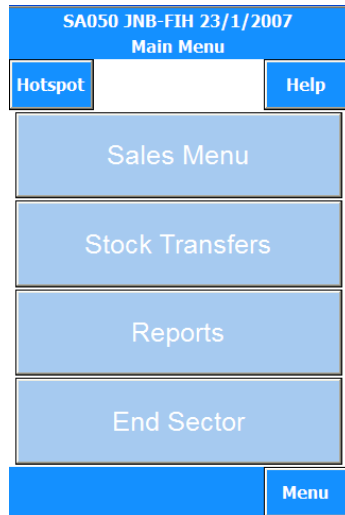 SA050 JNB-FIH 23/1/2007
Main Menu
Hotspot
Help
Sales Menu
Stock Transfers
Reports
End Sector
Menu